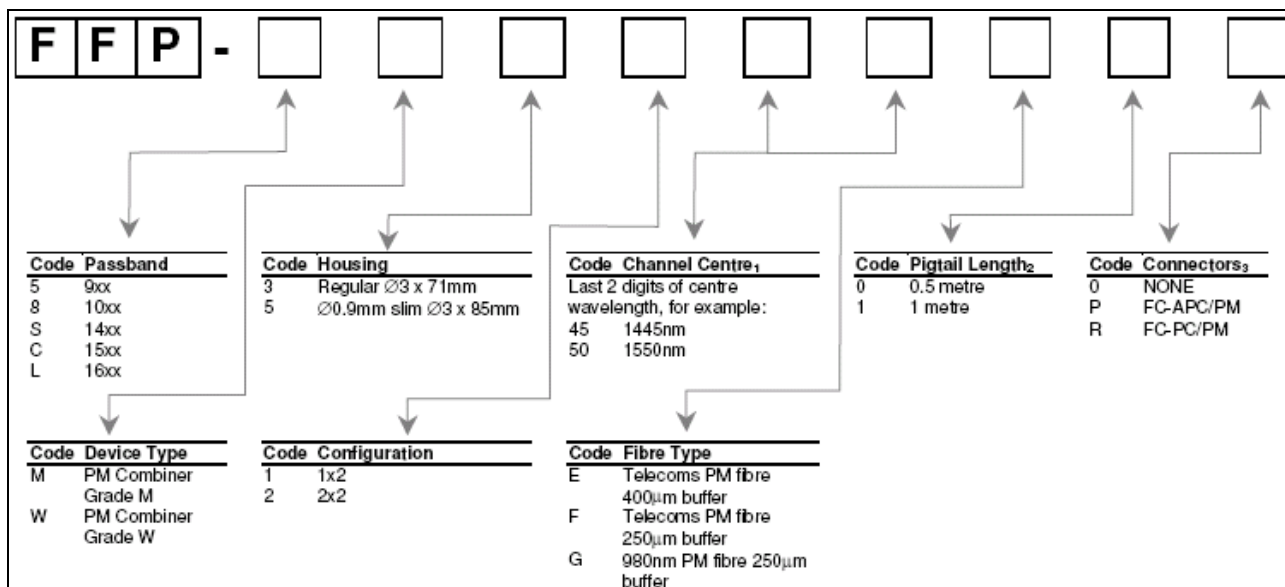 F F P -
Code Passband
5 9xx
8 10xx
S 14xx
C 15xx
L 16xx
Code Housing
3 Regular ∅3 x 71mm
5 ∅0.9mm slim ∅3 x 85mm
Code Channel Centre₁
Last 2 digits of centre
wavelength, for example:
45 1445nm
50 1550nm
Code Pigtail Length₂
0 0.5 metre
1 1 metre
Code Connectors₃
0 NONE
P FC-APC/PM
R FC-PC/PM
Code Device Type
M PM Combiner
Grade M
W PM Combiner
Grade W
Code Configuration
1 1x2
2 2x2
Code Fibre Type
E Telecoms PM fibre
400µm buffer
F Telecoms PM fibre
250µm buffer
G 980nm PM fibre 250µm
buffer